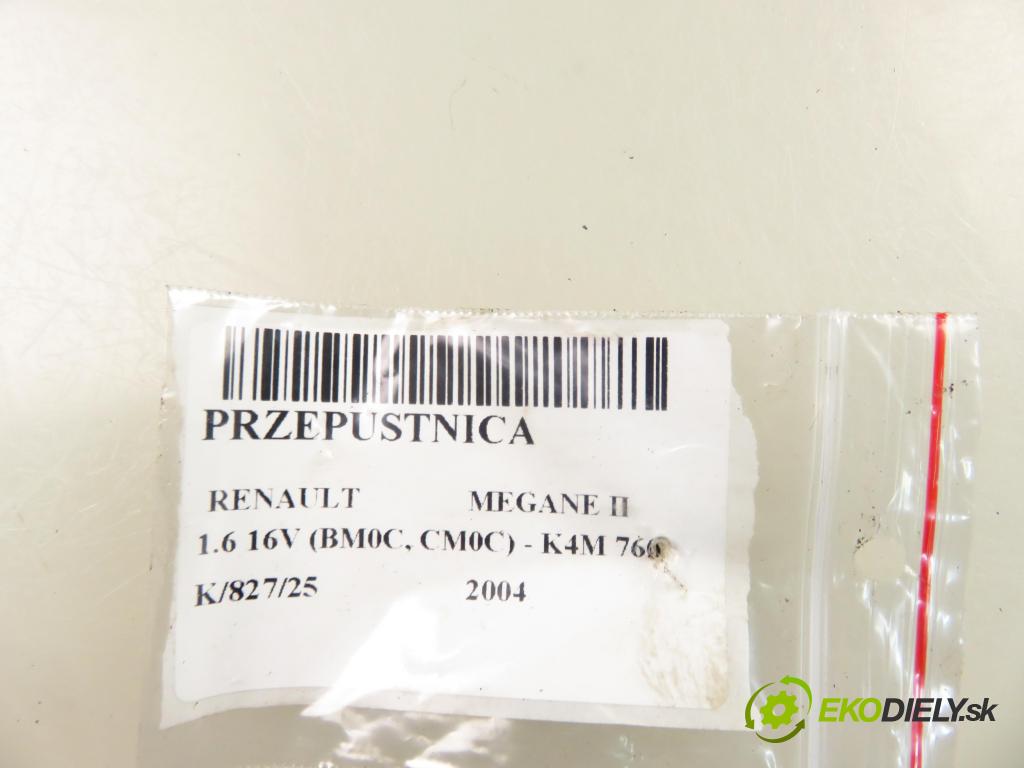 PRZEPUSTNICA
RENAULT MEGANE II
1.6 16V (BM0C, CM0C) - K4M 760
K/827/25 2004
EKODIELY.sk